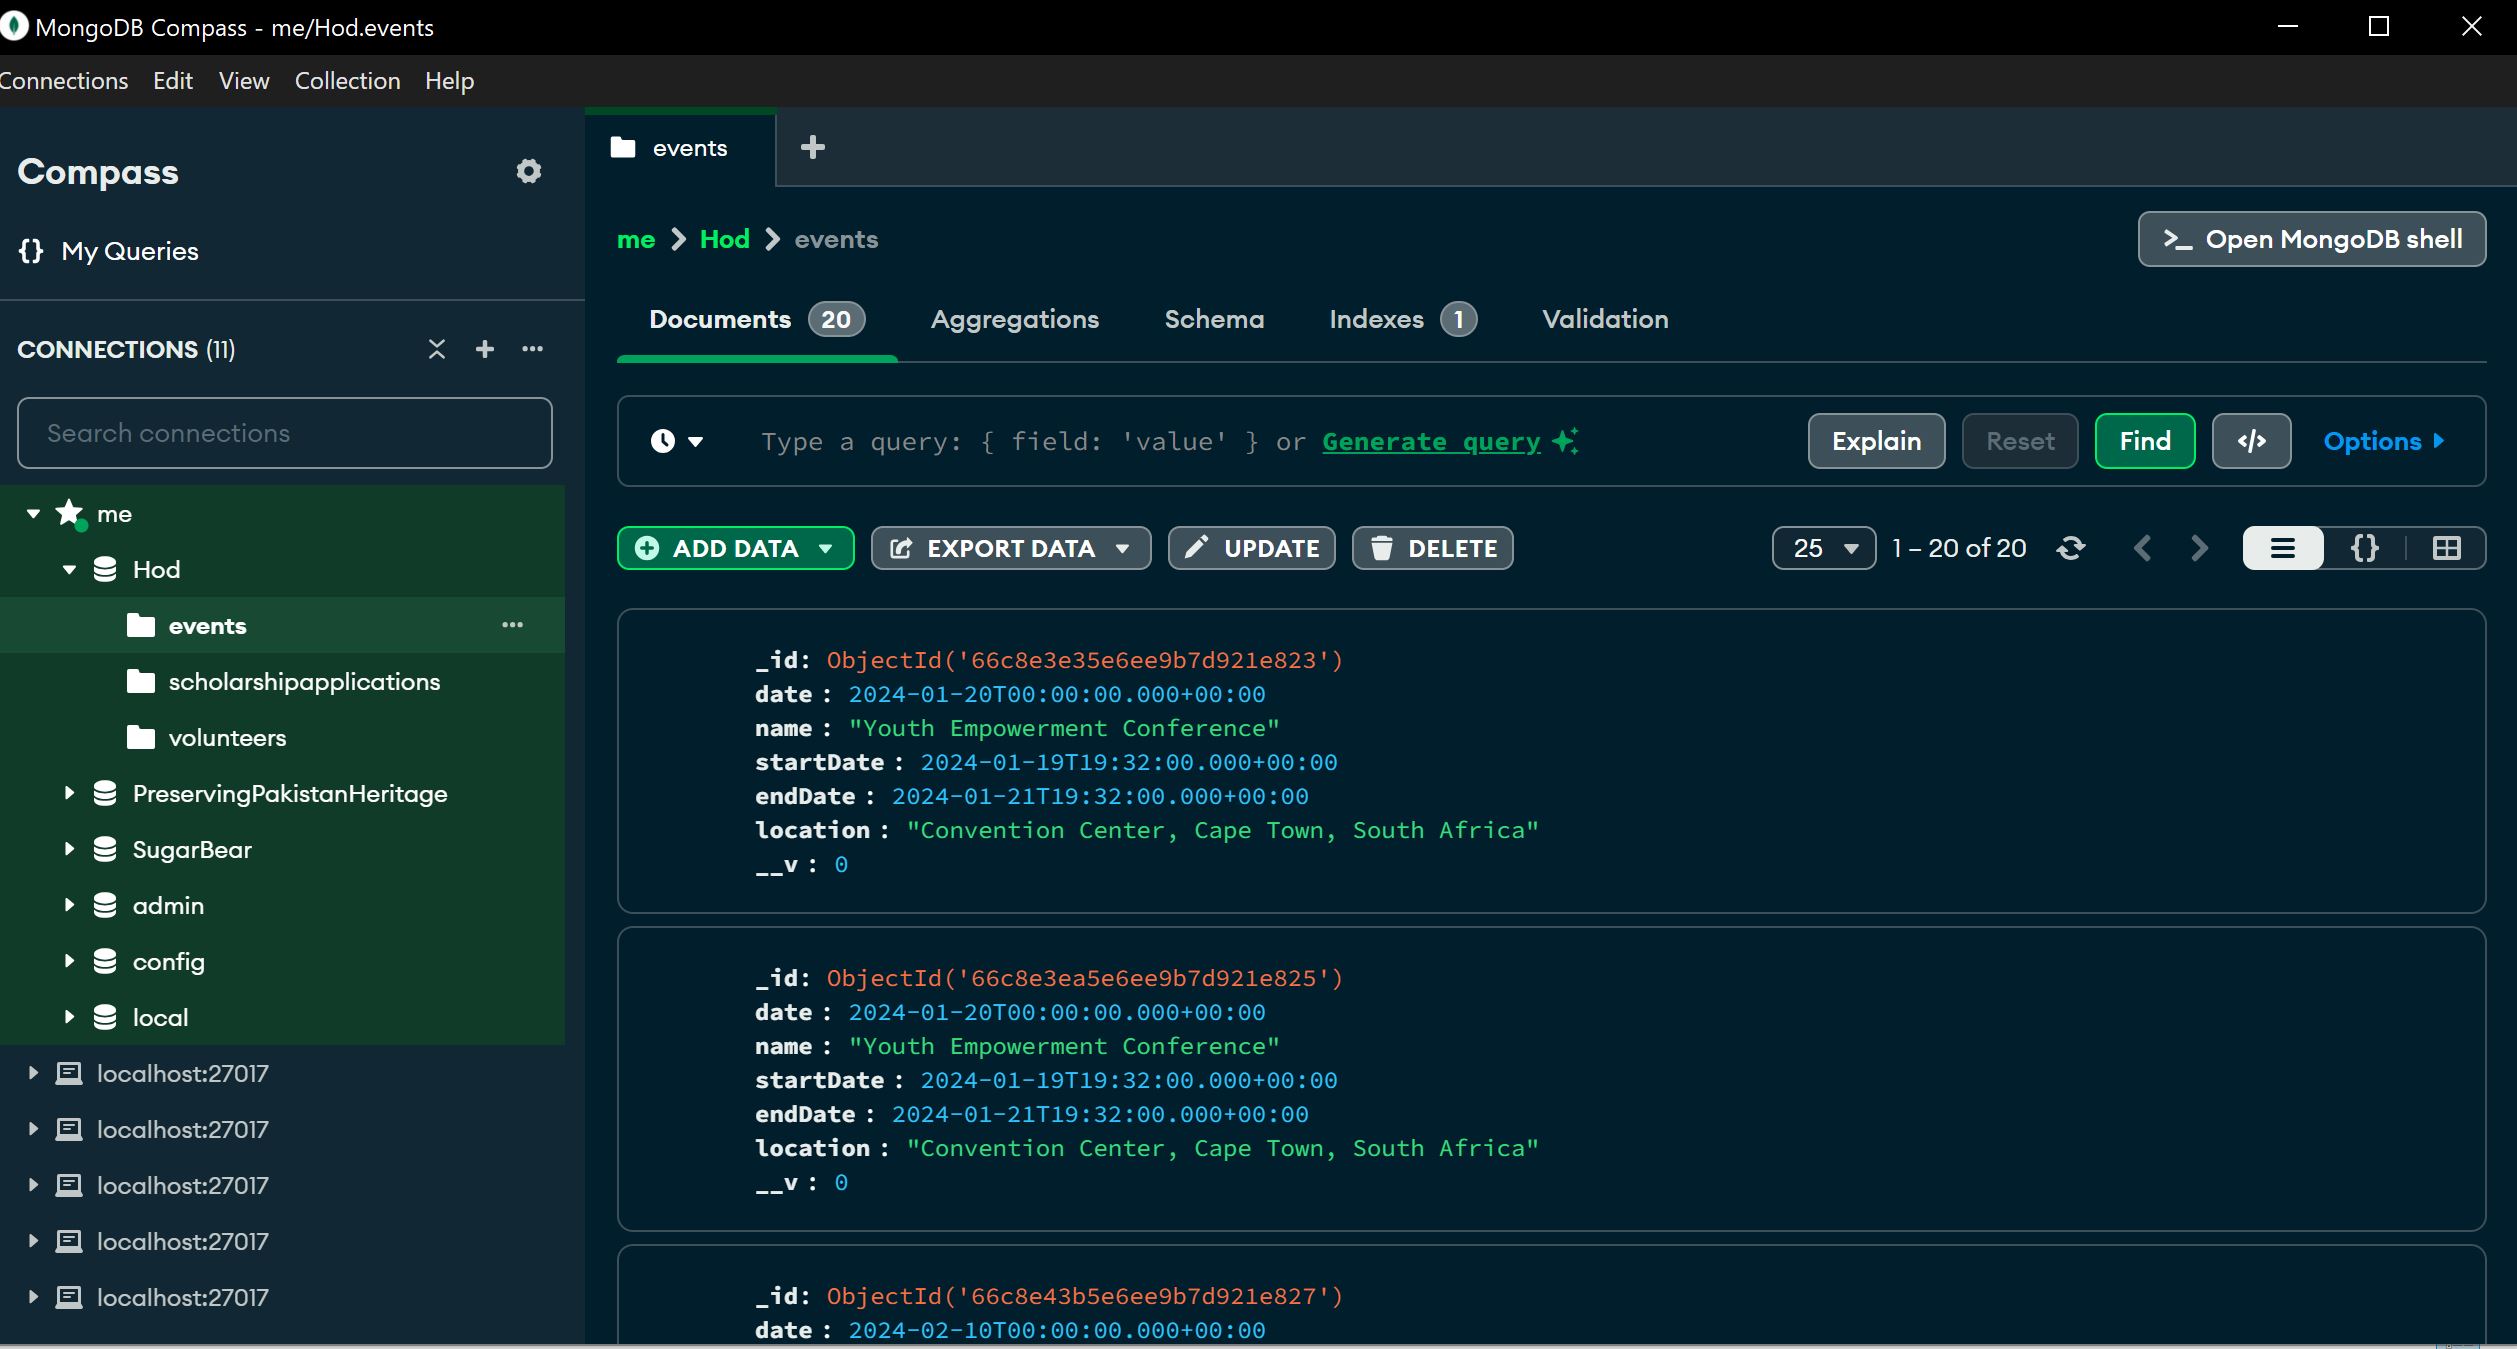 MongoDB Compass - me/Hod.events
Connections Edit View Collection Help
Compass
{} My Queries
CONNECTIONS (11)
Search connections
me
Hod
events
scholarshipapplications
volunteers
PreservingPakistanHeritage
SugarBear
admin
config
local
localhost:27017
localhost:27017
localhost:27017
localhost:27017
localhost:27017
events
me > Hod > events
>_ Open MongoDB shell
Documents 20 Aggregations Schema Indexes 1 Validation
Type a query: { field: 'value' } or Generate query
Explain Reset Find </> Options
ADD DATA EXPORT DATA UPDATE DELETE
25 1 – 20 of 20 {}
_id: ObjectId('66c8e3e35e6ee9b7d921e823')
date : 2024-01-20T00:00:00.000+00:00
name : "Youth Empowerment Conference"
startDate : 2024-01-19T19:32:00.000+00:00
endDate : 2024-01-21T19:32:00.000+00:00
location : "Convention Center, Cape Town, South Africa"
__v : 0
_id: ObjectId('66c8e3ea5e6ee9b7d921e825')
date : 2024-01-20T00:00:00.000+00:00
name : "Youth Empowerment Conference"
startDate : 2024-01-19T19:32:00.000+00:00
endDate : 2024-01-21T19:32:00.000+00:00
location : "Convention Center, Cape Town, South Africa"
__v : 0
_id: ObjectId('66c8e43b5e6ee9b7d921e827')
date : 2024-02-10T00:00:00.000+00:00